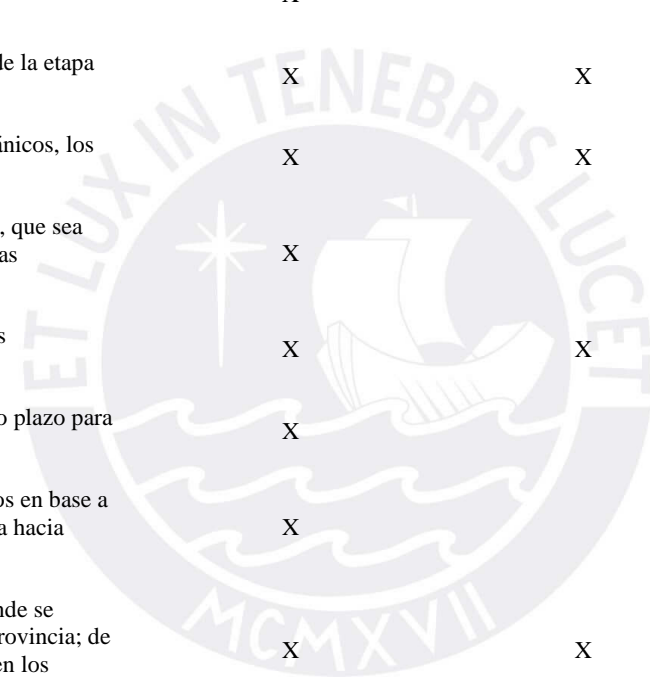 de la etapa X X
ánicos, los X X
, que sea
as X
s X X
o plazo para X
os en base a
a hacia X
nde se
rovincia; de
en los X X
ET LUX IN TENEBRIS LUCET
MCMXVII